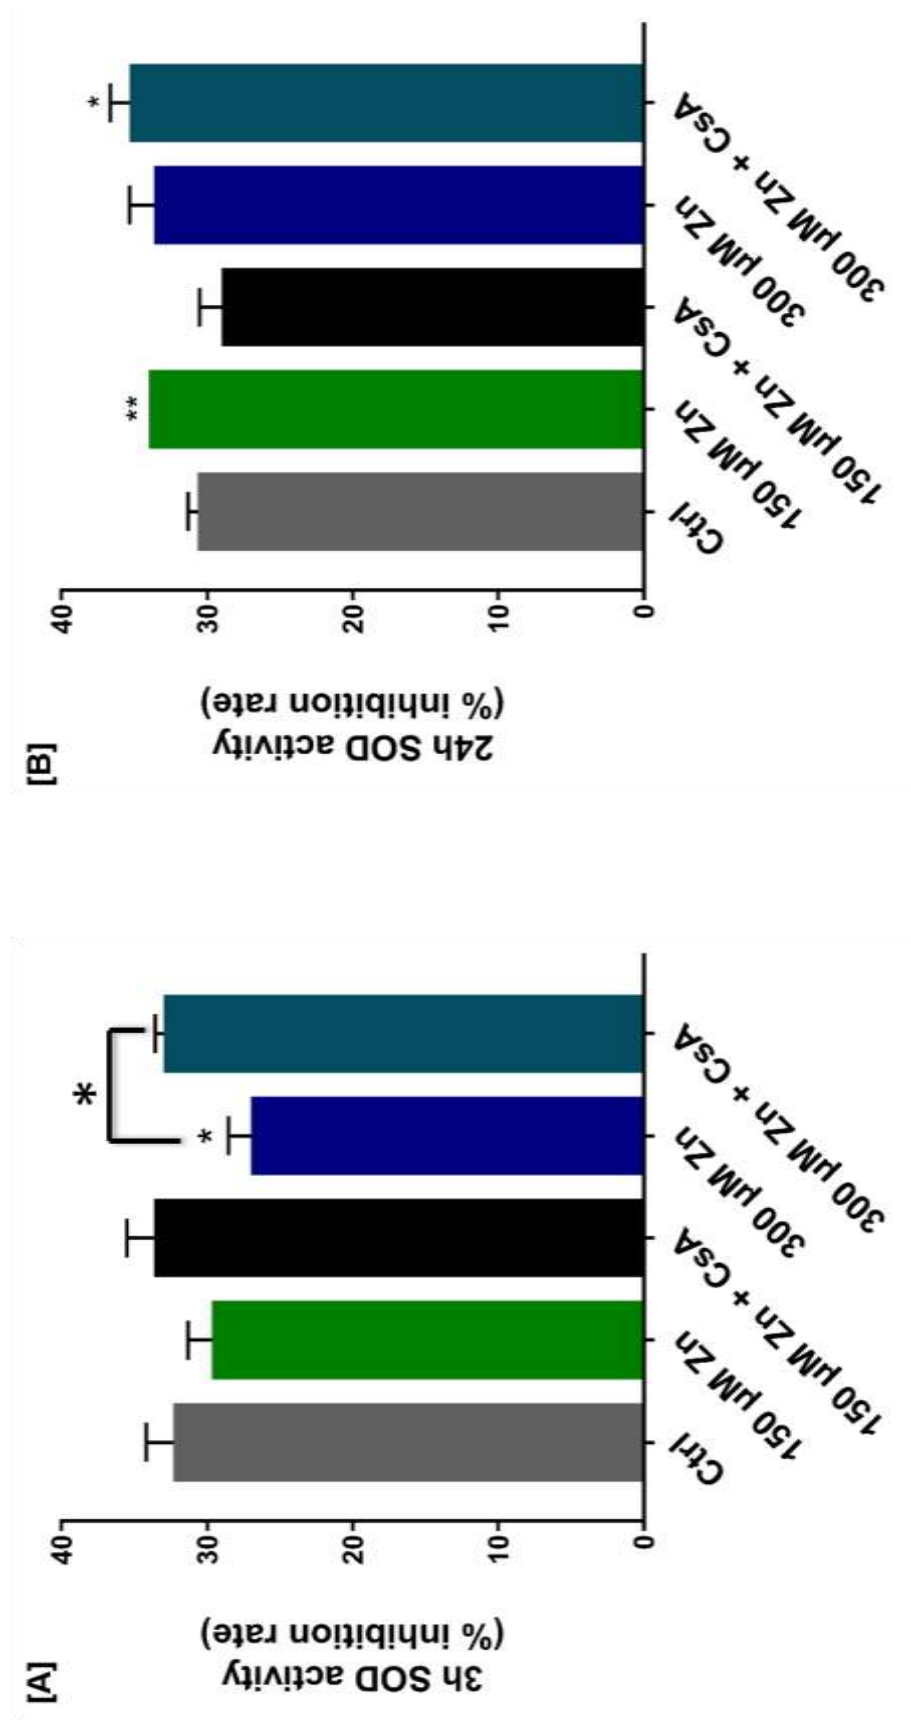 [A]
3h SOD activity
(% inhibition rate)
40
30
20
10
0
*
*
Ctrl
150 µM Zn
150 µM Zn + CsA
300 µM Zn
300 µM Zn + CsA
[B]
24h SOD activity
(% inhibition rate)
40
30
20
10
0
**
*
Ctrl
150 µM Zn
150 µM Zn + CsA
300 µM Zn
300 µM Zn + CsA